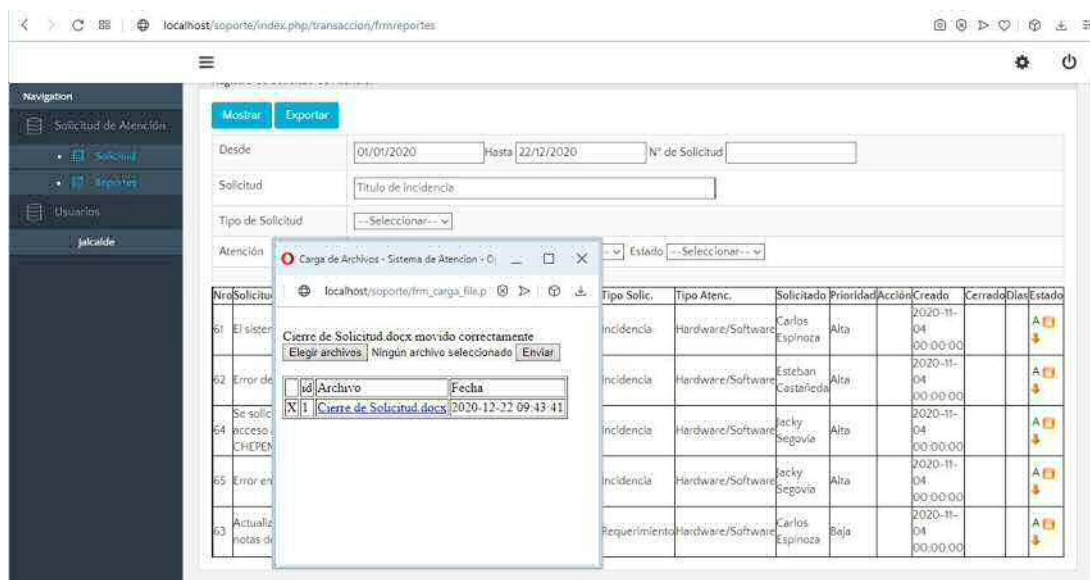 localhost/soporte/index.php/transaccion/frmreportes
Navigation
Solicitud de Atención
Solicitud
Reportes
Usuarios
jalcalde
Mostrar Exportar
Desde 01/01/2020 Hasta 22/12/2020 N° de Solicitud
Solicitud Titulo de incidencia
Tipo de Solicitud --Seleccionar--
Atención Estado --Seleccionar--
Carga de Archivos - Sistema de Atencion - O
localhost/soporte/frm_carga_file.p
Cierre de Solicitud.docx movido correctamente
Elegir archivos Ningún archivo seleccionado Enviar
id Archivo Fecha
X 1 Cierre de Solicitud.docx 2020-12-22 09:43:41
Nro Solicitu Tipo Solic. Tipo Atenc. Solicitado Prioridad Acción Creado Cerrado Dias Estado
61 El sister Incidencia Hardware/Software Carlos Espinoza Alta 2020-11-04 00:00:00 A
62 Error de Incidencia Hardware/Software Esteban Castañeda Alta 2020-11-04 00:00:00 A
64 Se solic acceso CHEPEN Incidencia Hardware/Software Jacky Segovia Alta 2020-11-04 00:00:00 A
65 Error en Incidencia Hardware/Software Jacky Segovia Alta 2020-11-04 00:00:00 A
63 Actualiz notas de Requerimiento Hardware/Software Carlos Espinoza Baja 2020-11-04 00:00:00 A